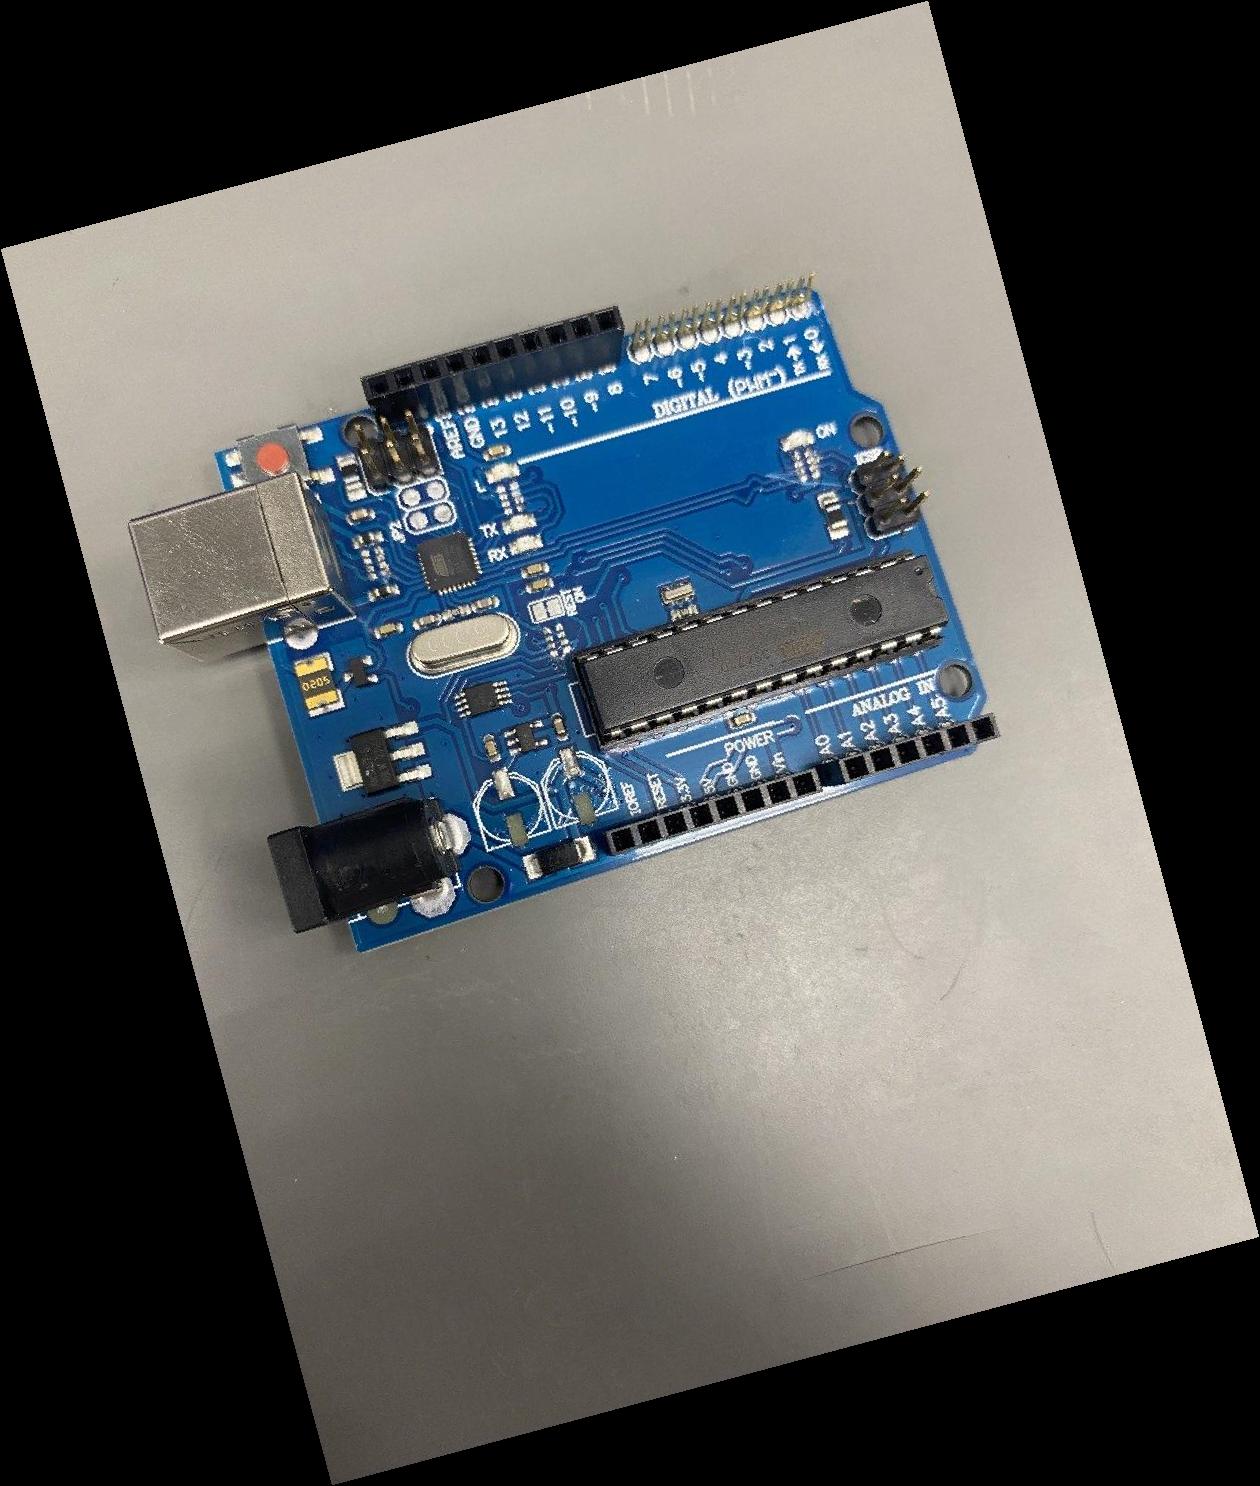 AREF
GND
13
12
~11
~10
~9
8
7
~6
~5
4
~3
2
TX→1
RX←0
DIGITAL (PWM~)
ON
L
TX
RX
0502
POWER
ANALOG IN
IOREF
RESET
3.3V
5V
GND
GND
Vin
A0
A1
A2
A3
A4
A5